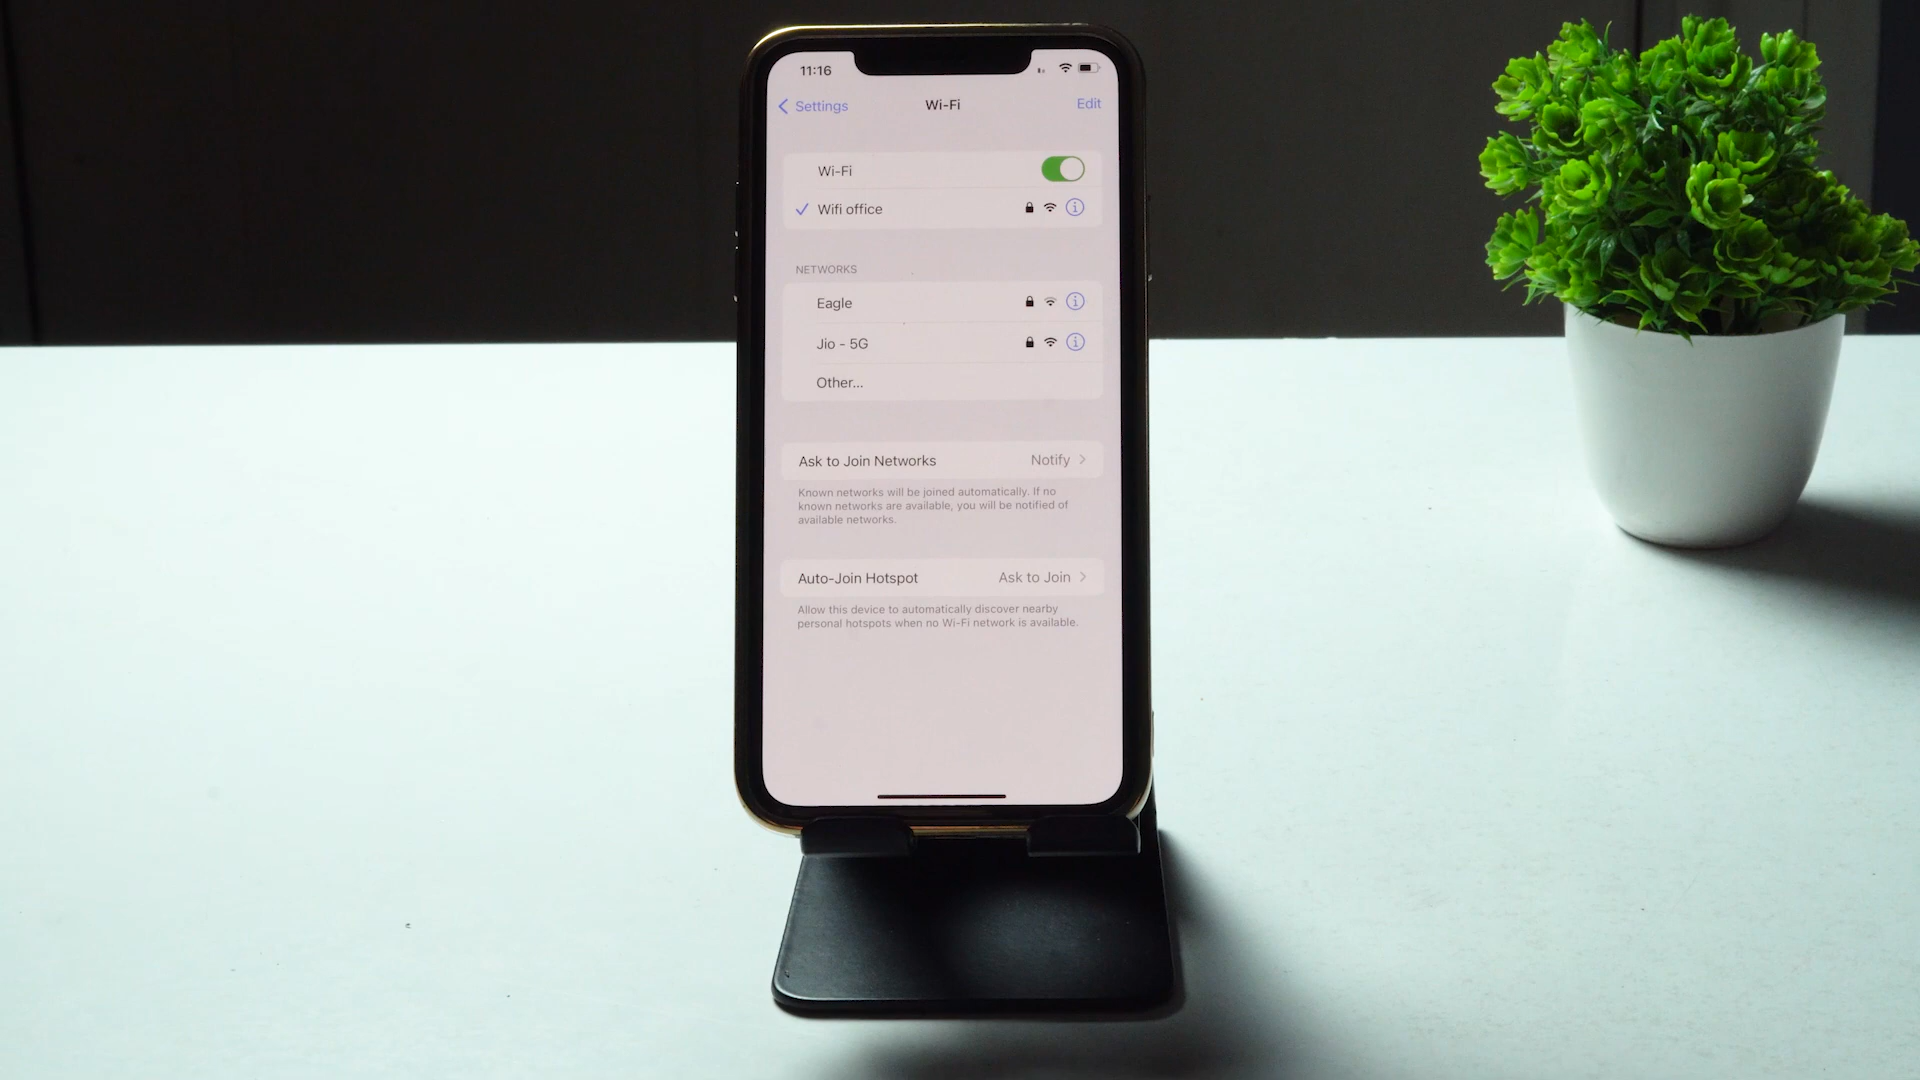 11:16
Settings
Wi-Fi
Edit
Wi-Fi
Wifi office
NETWORKS
Eagle
Jio - 5G
Other...
Ask to Join Networks
Notify
Known networks will be joined automatically. If no
known networks are available, you will be notified of
available networks.
Auto-Join Hotspot
Ask to Join
Allow this device to automatically discover nearby
personal hotspots when no Wi-Fi network is available.